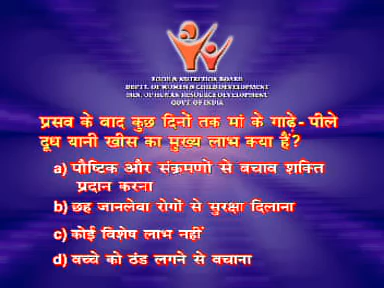 FOOD & NUTRITION BOARD
DEPTT. OF WOMEN & CHILD DEVELOPMENT
MIN. OF HUMAN RESOURCE DEVELOPMENT
GOVT. OF INDIA
प्रसव के बाद कुछ दिनों तक मां के गाढ़े-पीले
दूध यानी खीस का मुख्य लाभ क्या है?
a) पौष्टिक और संक्रमणों से बचाव शक्ति
प्रदान करना
b) छह जानलेवा रोगों से सुरक्षा दिलाना
c) कोई विशेष लाभ नहीं
d) बच्चे को ठंड लगने से बचाना